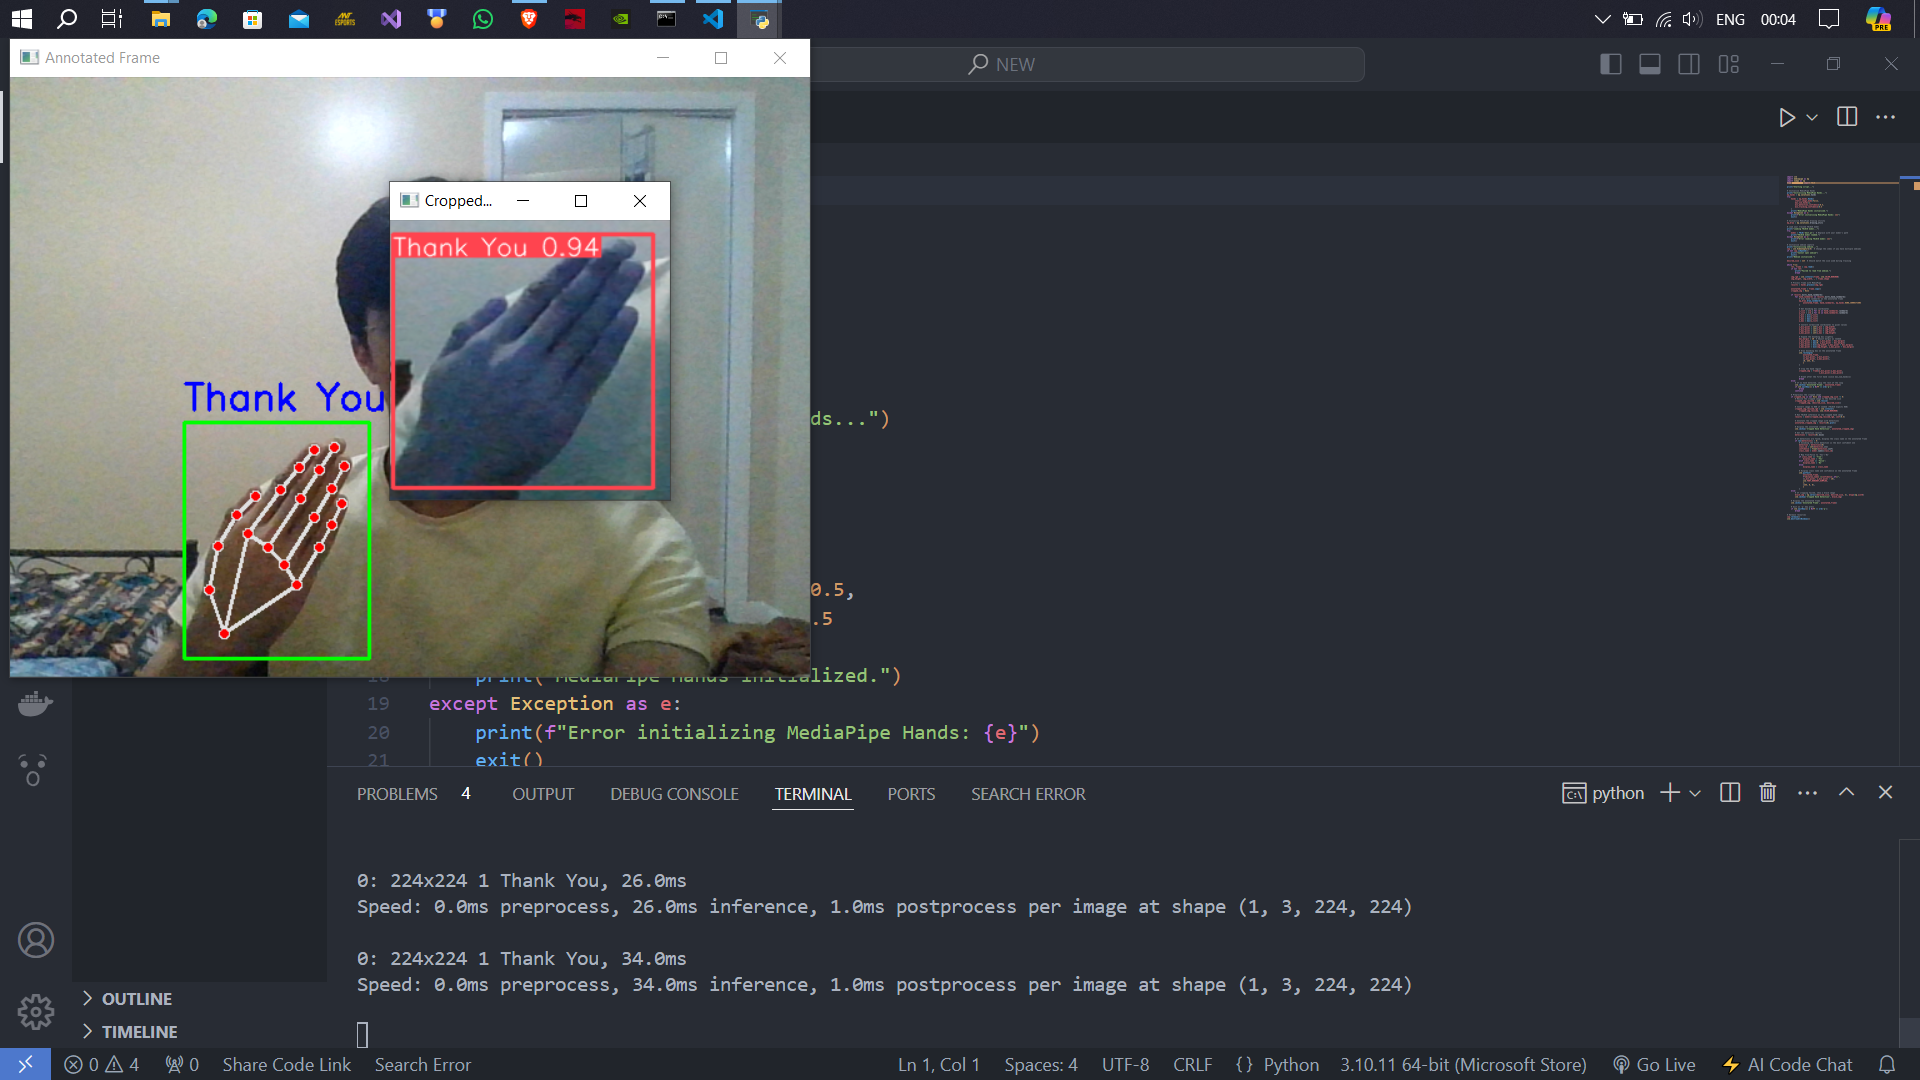 ENG
00:04
PRE
Annotated Frame
NEW
Cropped...
Thank You 0.94
Thank You
ds...")
0.5,
.5
print("MediaPipe Hands initialized.")
19 except Exception as e:
20 print(f"Error initializing MediaPipe Hands: {e}")
21 exit()
PROBLEMS 4 OUTPUT DEBUG CONSOLE TERMINAL PORTS SEARCH ERROR
python
0: 224x224 1 Thank You, 26.0ms
Speed: 0.0ms preprocess, 26.0ms inference, 1.0ms postprocess per image at shape (1, 3, 224, 224)
0: 224x224 1 Thank You, 34.0ms
Speed: 0.0ms preprocess, 34.0ms inference, 1.0ms postprocess per image at shape (1, 3, 224, 224)
OUTLINE
TIMELINE
0 4 0 Share Code Link Search Error Ln 1, Col 1 Spaces: 4 UTF-8 CRLF {} Python 3.10.11 64-bit (Microsoft Store) Go Live AI Code Chat